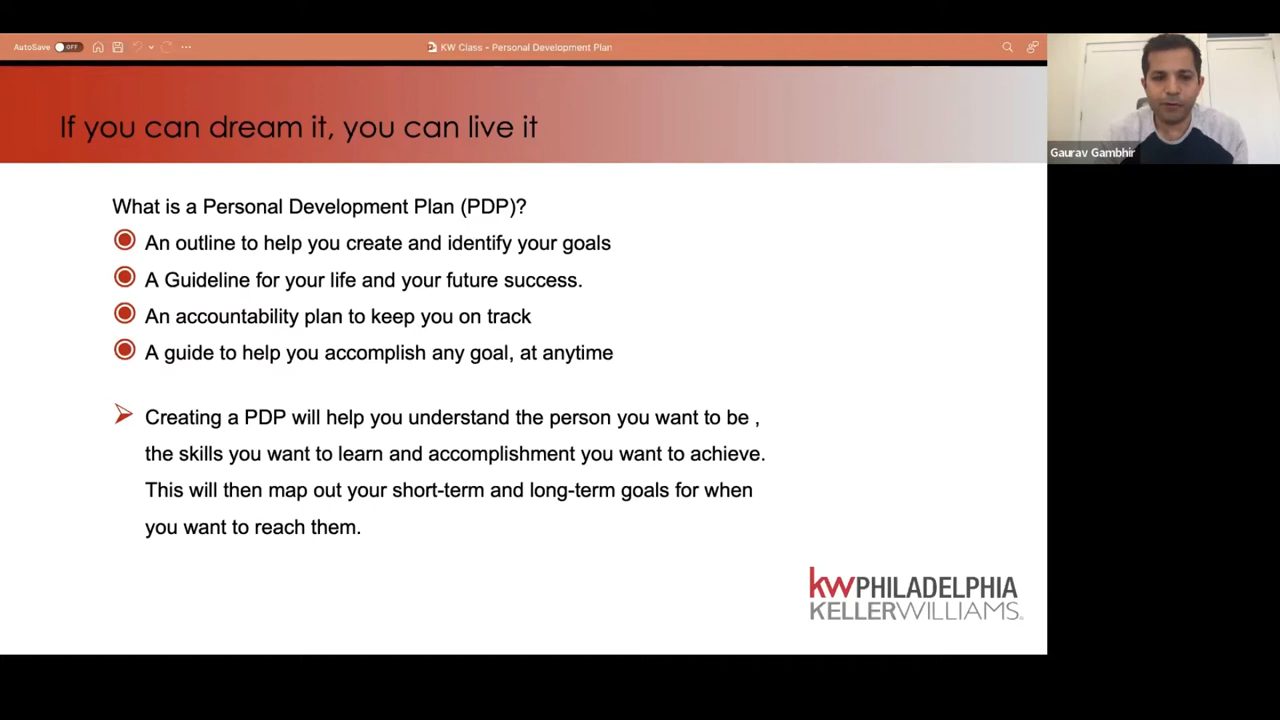 AutoSave OFF
KW Class - Personal Development Plan
If you can dream it, you can live it
Gaurav Gambhir
What is a Personal Development Plan (PDP)?
An outline to help you create and identify your goals
A Guideline for your life and your future success.
An accountability plan to keep you on track
A guide to help you accomplish any goal, at anytime
Creating a PDP will help you understand the person you want to be ,
the skills you want to learn and accomplishment you want to achieve.
This will then map out your short-term and long-term goals for when
you want to reach them.
kwPHILADELPHIA
KELLERWILLIAMS.